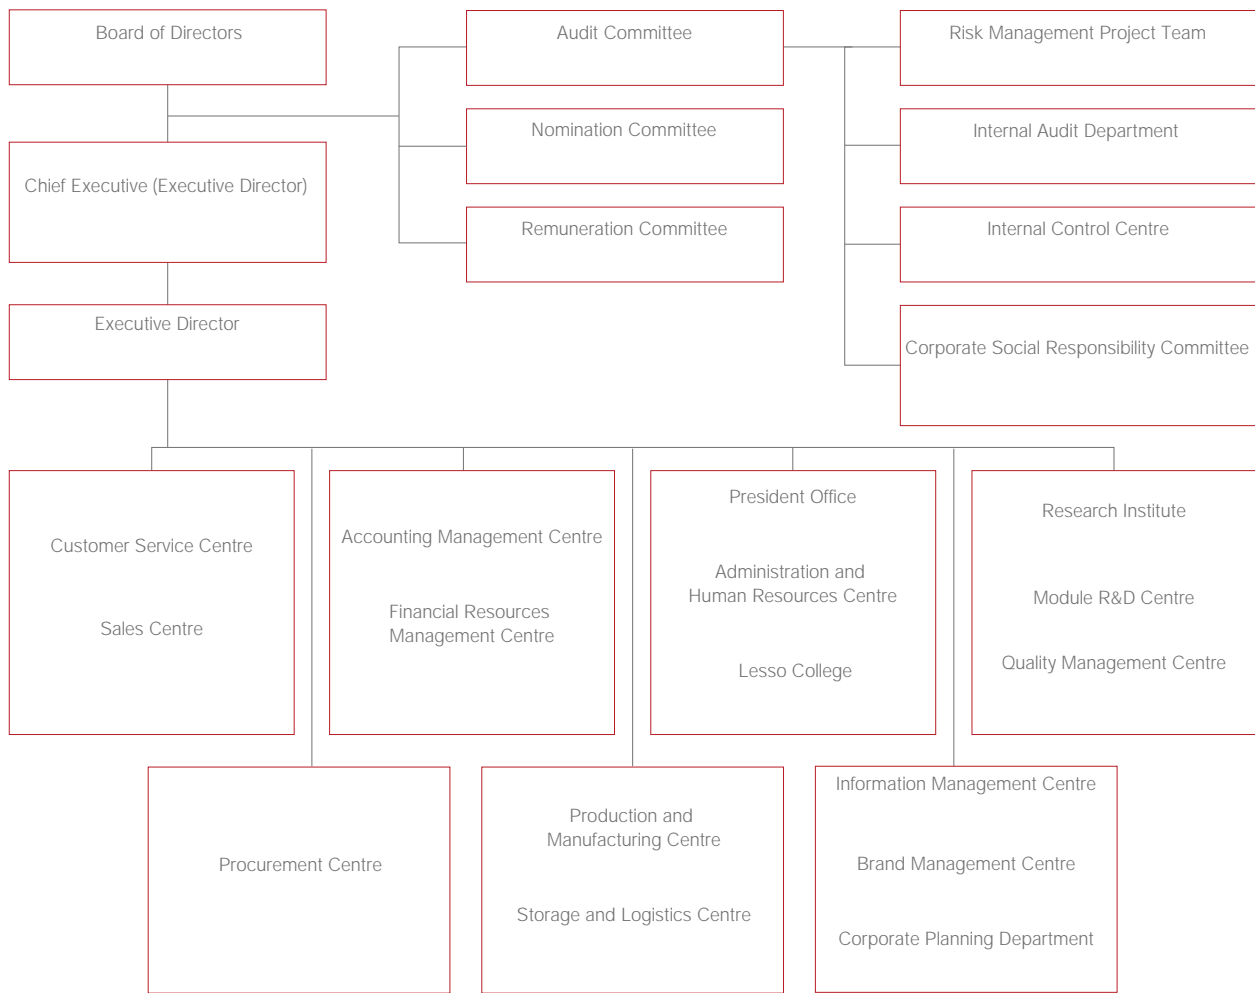 Board of Directors
Audit Committee
Risk Management Project Team
Nomination Committee
Internal Audit Department
Chief Executive (Executive Director)
Remuneration Committee
Internal Control Centre
Executive Director
Corporate Social Responsibility Committee
Customer Service Centre
Sales Centre
Accounting Management Centre
Financial Resources
Management Centre
President Office
Administration and
Human Resources Centre
Lesso College
Research Institute
Module R&D Centre
Quality Management Centre
Procurement Centre
Production and
Manufacturing Centre
Storage and Logistics Centre
Information Management Centre
Brand Management Centre
Corporate Planning Department